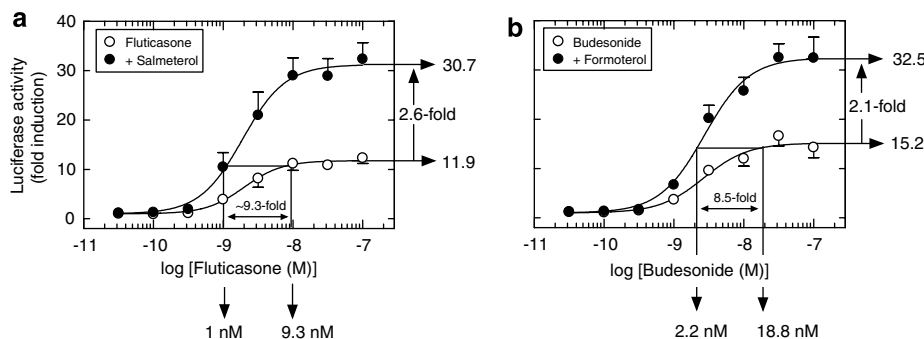 a
Fluticasone
+ Salmeterol
Luciferase activity
(fold induction)
40
30
20
10
0
30.7
2.6-fold
11.9
~9.3-fold
-11
-10
-9
-8
-7
log [Fluticasone (M)]
1 nM
9.3 nM
b
Budesonide
+ Formoterol
32.5
2.1-fold
15.2
8.5-fold
-11
-10
-9
-8
-7
log [Budesonide (M)]
2.2 nM
18.8 nM